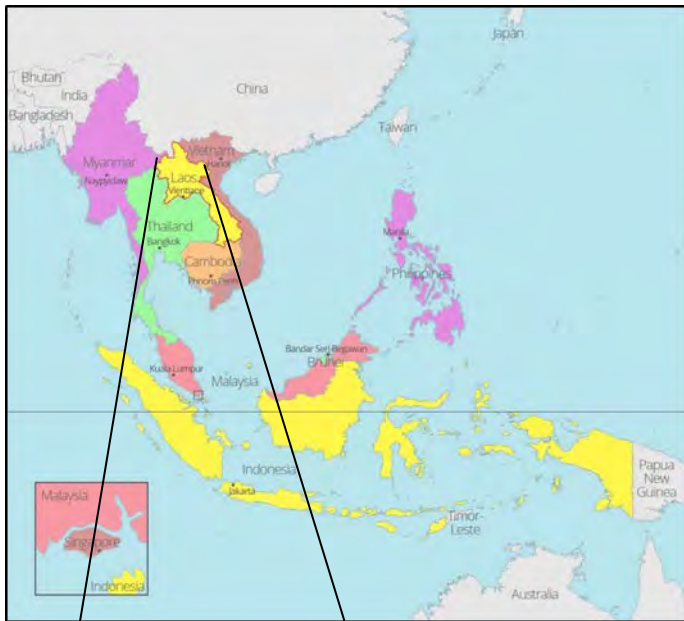 Japan
Bhutan
India
China
Bangladesh
Taiwan
Vietnam
Hanoi
Myanmar
Naypyidaw
Laos
Vientiane
Thailand
Bangkok
Manila
Cambodia
Phnom Penh
Philippines
Bandar Seri Begawan
Brunei
Kuala Lumpur
Malaysia
Indonesia
Papua
New
Guinea
Jakarta
Malaysia
Timor-
Leste
Singapore
Indonesia
Australia